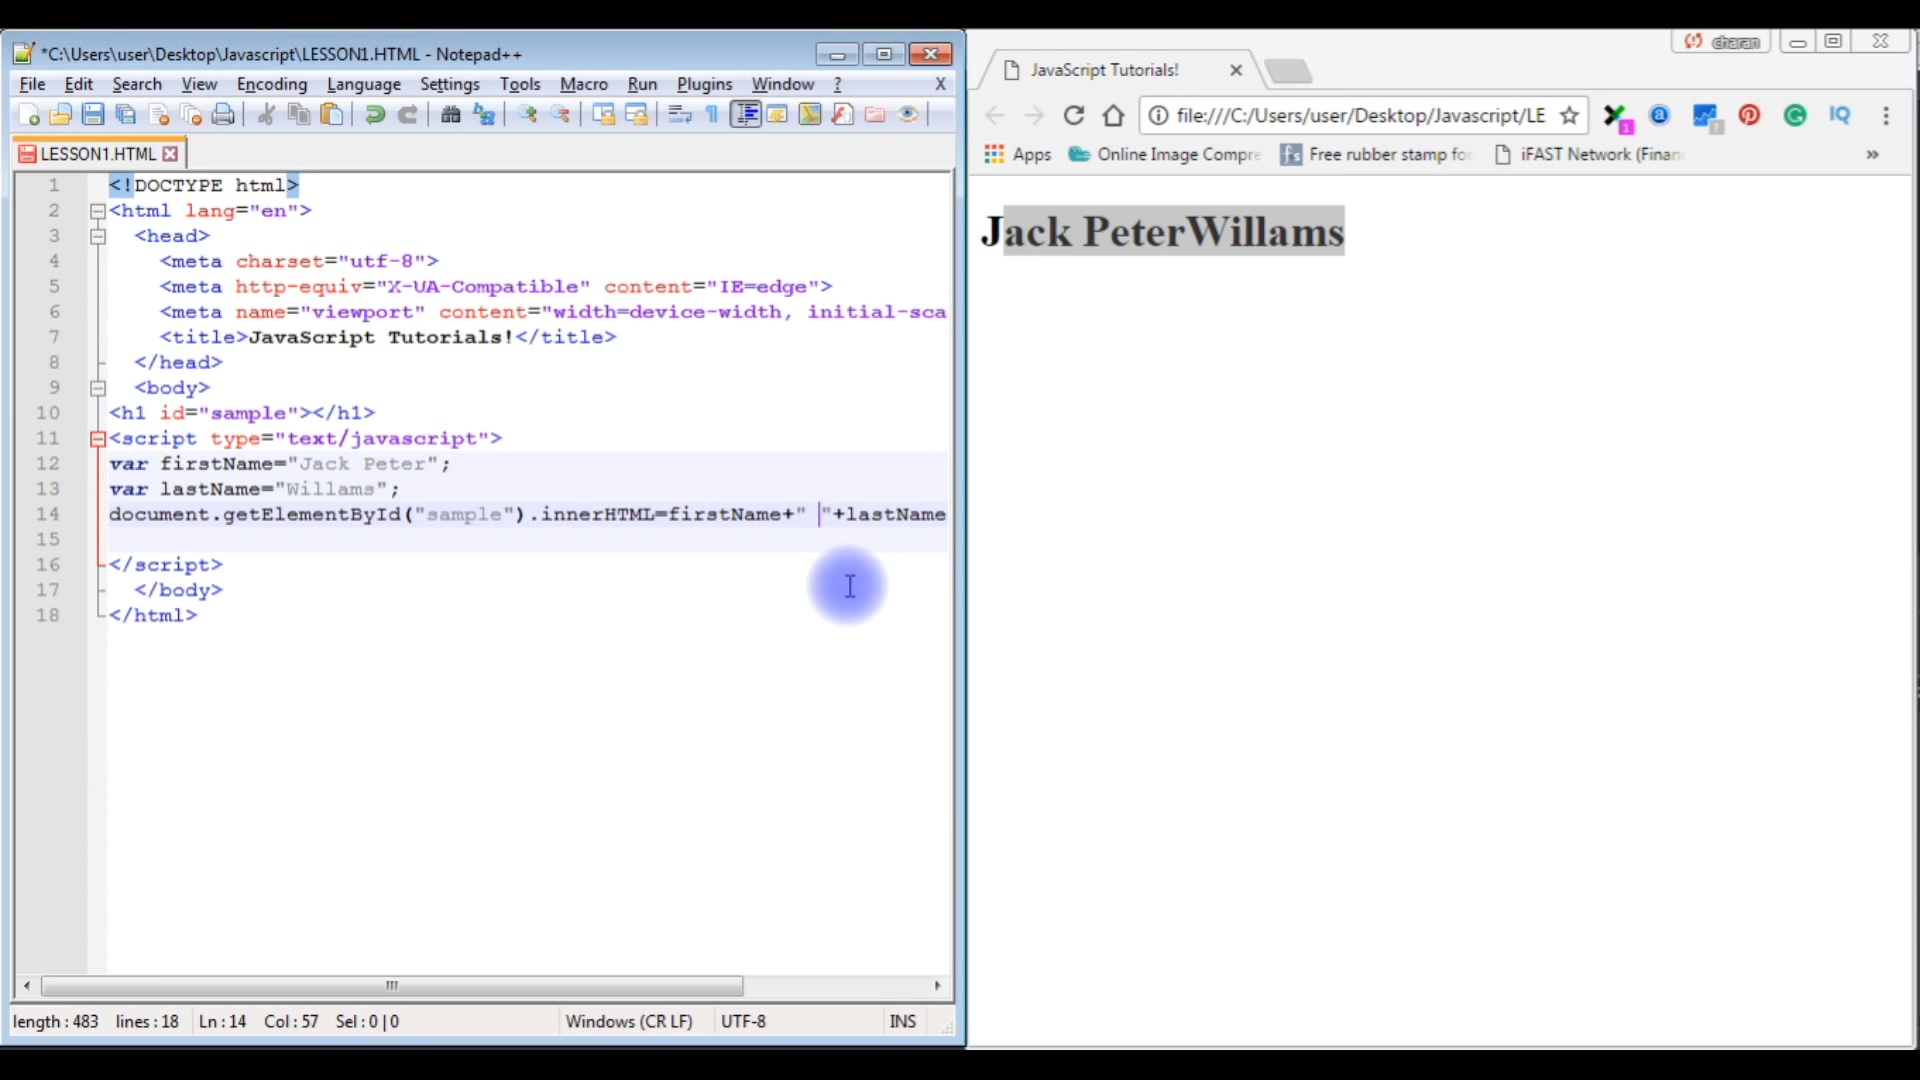 *C:\Users\user\Desktop\Javascript\LESSON1.HTML - Notepad++
File Edit Search View Encoding Language Settings Tools Macro Run Plugins Window ? X
LESSON1.HTML
1 <!DOCTYPE html>
2 <html lang="en">
3 <head>
4 <meta charset="utf-8">
5 <meta http-equiv="X-UA-Compatible" content="IE=edge">
6 <meta name="viewport" content="width=device-width, initial-sca
7 <title>JavaScript Tutorials!</title>
8 </head>
9 <body>
10 <h1 id="sample"></h1>
11 <script type="text/javascript">
12 var firstName="Jack Peter";
13 var lastName="Willams";
14 document.getElementById("sample").innerHTML=firstName+" "+lastName
15
16 </script>
17 </body>
18 </html>
length : 483 lines : 18 Ln : 14 Col : 57 Sel : 0 | 0 Windows (CR LF) UTF-8 INS
charan
JavaScript Tutorials!
file:///C:/Users/user/Desktop/Javascript/LE
1 a ? IQ
Apps Online Image Compre fs Free rubber stamp for iFAST Network (Finan »
Jack PeterWillams